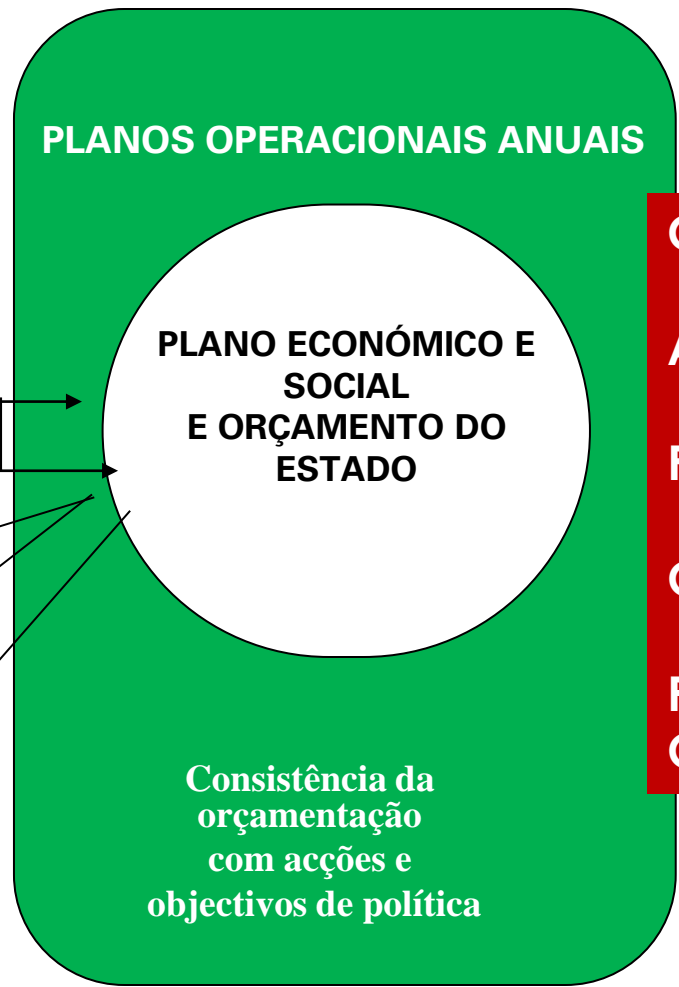 PLANOS OPERACIONAIS ANUAIS
PLANO ECONÓMICO E
SOCIAL
E ORÇAMENTO DO
ESTADO
Consistência da
orçamentação
com acções e
objectivos de política